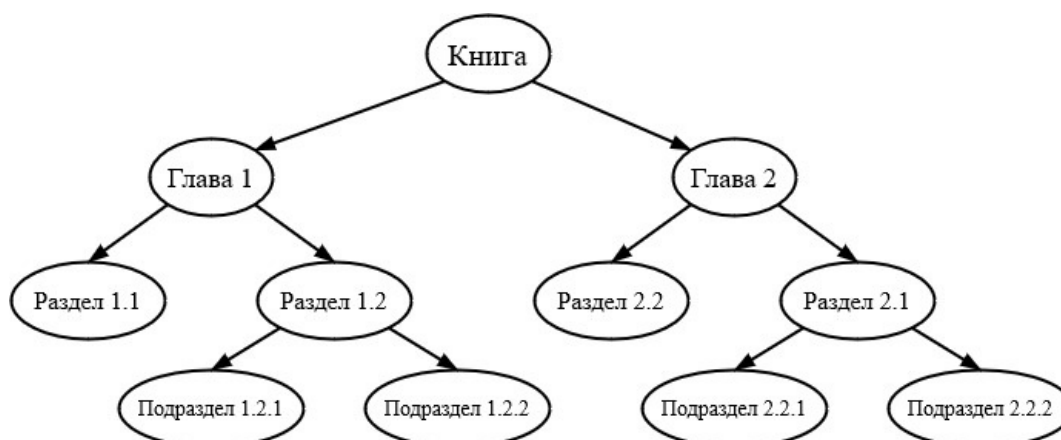 Книга
Глава 1
Глава 2
Раздел 1.1
Раздел 1.2
Раздел 2.2
Раздел 2.1
Подраздел 1.2.1
Подраздел 1.2.2
Подраздел 2.2.1
Подраздел 2.2.2